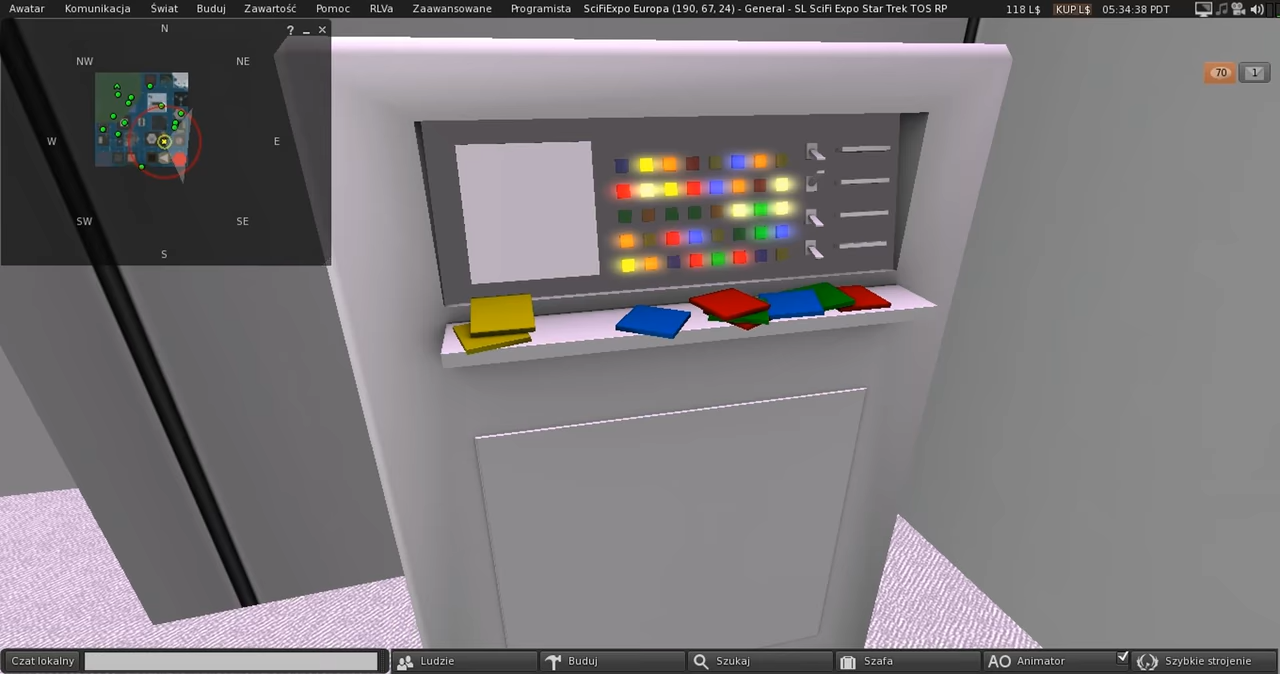 Awatar Komunikacja Świat Buduj Zawartość Pomoc RLVa Zaawansowane Programista SciFiExpo Europa (190, 67, 24) - General - SL SciFi Expo Star Trek TOS RP 118 L$ KUP L$ 05:34:38 PDT
N ? _ ×
NW NE
70 1
W E
SW SE
S
Czat lokalny Ludzie Buduj Szukaj Szafa AO Animator Szybkie strojenie